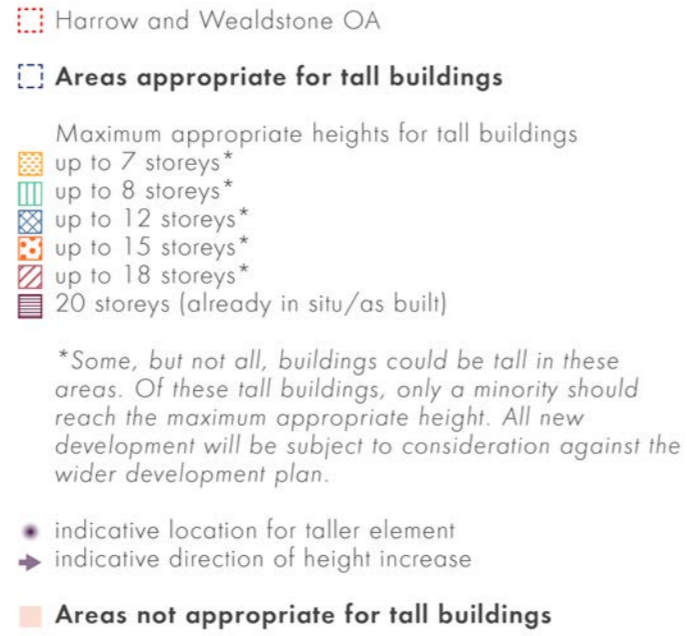 Harrow and Wealdstone OA
Areas appropriate for tall buildings
Maximum appropriate heights for tall buildings
up to 7 storeys*
up to 8 storeys*
up to 12 storeys*
up to 15 storeys*
up to 18 storeys*
20 storeys (already in situ/as built)
*Some, but not all, buildings could be tall in these
areas. Of these tall buildings, only a minority should
reach the maximum appropriate height. All new
development will be subject to consideration against the
wider development plan.
indicative location for taller element
indicative direction of height increase
Areas not appropriate for tall buildings